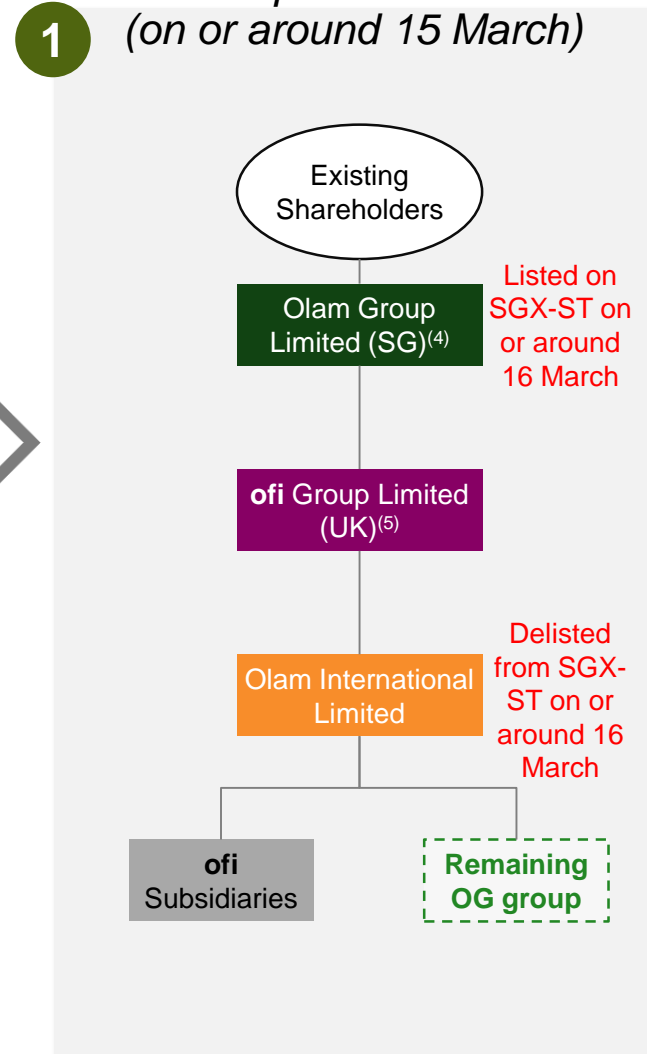 1
(on or around 15 March)
Existing
Shareholders
Olam Group
Limited (SG)(4)
Listed on
SGX-ST on
or around
16 March
ofi Group Limited
(UK)(5)
Olam International
Limited
Delisted
from SGX-
ST on or
around 16
March
ofi
Subsidiaries
Remaining
OG group